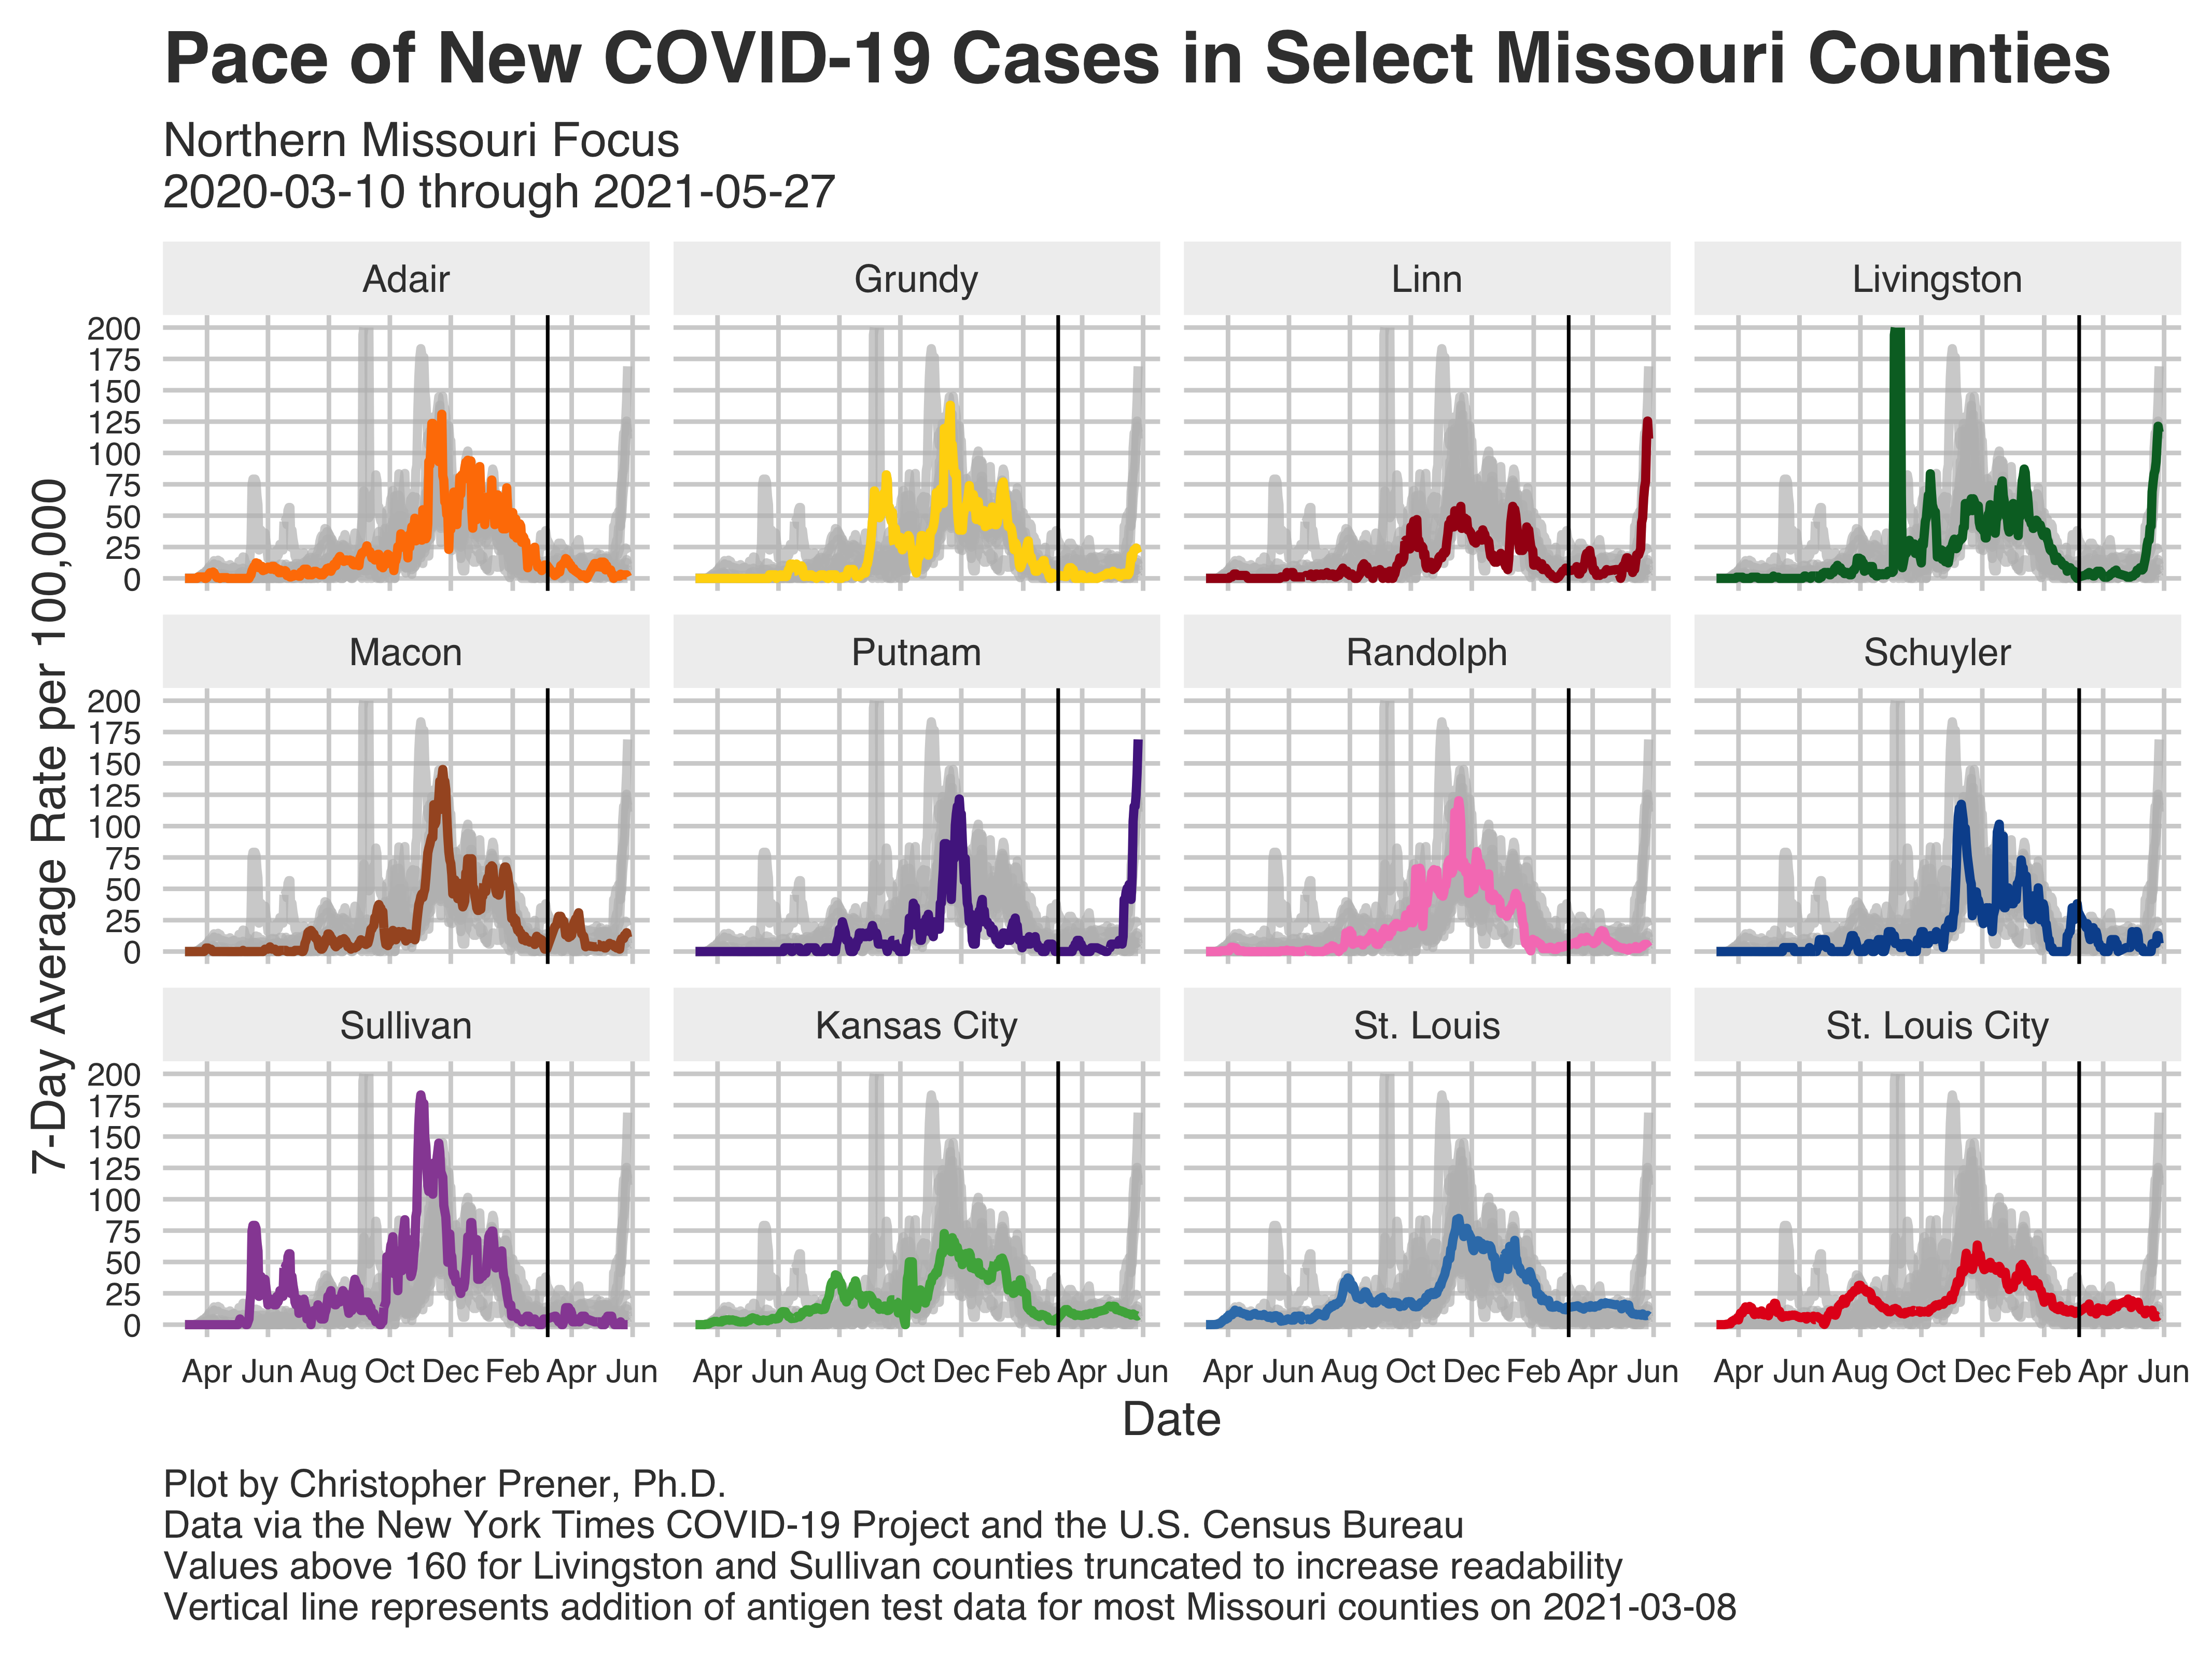 Pace of New COVID-19 Cases in Select Missouri Counties
Northern Missouri Focus
2020-03-10 through 2021-05-27
Adair
Grundy
Linn
Livingston
200
175
150
125
100
75
50
25
0
Macon
Putnam
Randolph
Schuyler
200
175
150
125
100
75
50
25
0
Sullivan
Kansas City
St. Louis
St. Louis City
200
175
150
125
100
75
50
25
0
7-Day Average Rate per 100,000
Apr Jun Aug Oct Dec Feb Apr Jun
Apr Jun Aug Oct Dec Feb Apr Jun
Apr Jun Aug Oct Dec Feb Apr Jun
Apr Jun Aug Oct Dec Feb Apr Jun
Date
Plot by Christopher Prener, Ph.D.
Data via the New York Times COVID-19 Project and the U.S. Census Bureau
Values above 160 for Livingston and Sullivan counties truncated to increase readability
Vertical line represents addition of antigen test data for most Missouri counties on 2021-03-08